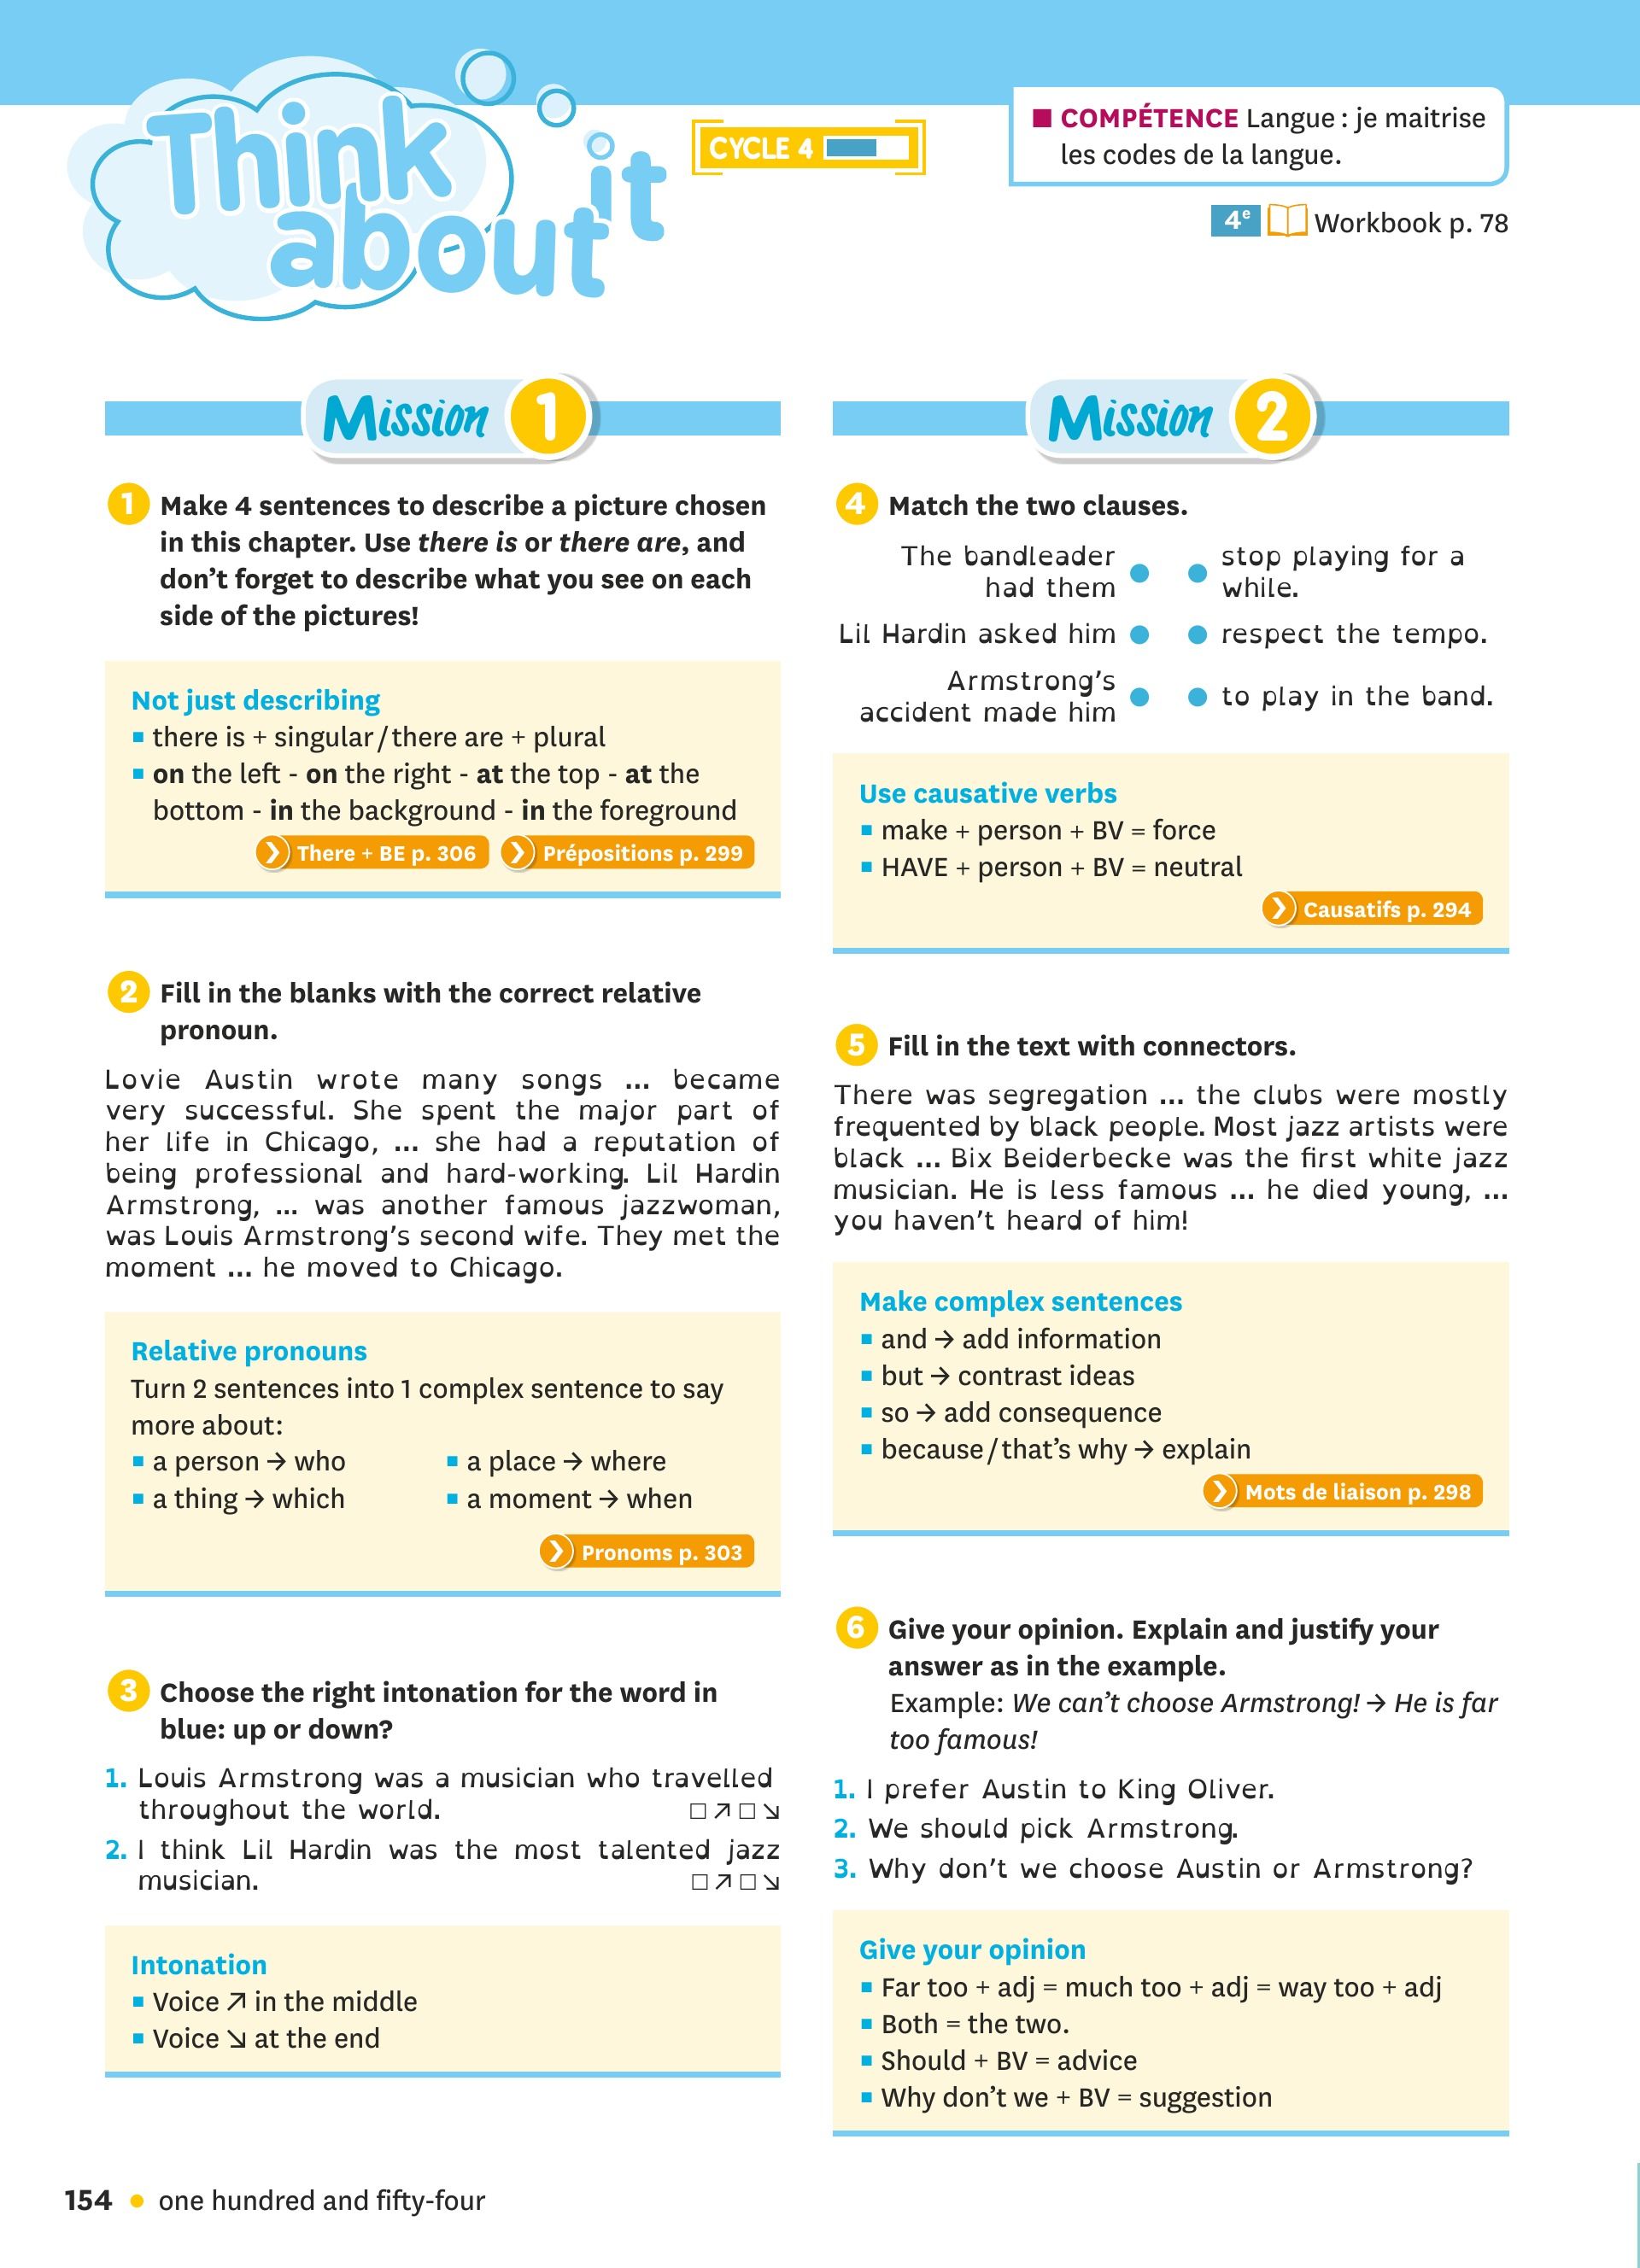 Think
about it
CYCLE 4
■ COMPÉTENCE Langue : je maitrise
les codes de la langue.
4e Workbook p. 78
Mission 1
1 Make 4 sentences to describe a picture chosen
in this chapter. Use there is or there are, and
don't forget to describe what you see on each
side of the pictures!
Not just describing
▪ there is + singular / there are + plural
▪ on the left - on the right - at the top - at the
bottom - in the background - in the foreground
There + BE p. 306 Prépositions p. 299
2 Fill in the blanks with the correct relative
pronoun.
Lovie Austin wrote many songs ... became
very successful. She spent the major part of
her life in Chicago, ... she had a reputation of
being professional and hard-working. Lil Hardin
Armstrong, ... was another famous jazzwoman,
was Louis Armstrong's second wife. They met the
moment ... he moved to Chicago.
Relative pronouns
Turn 2 sentences into 1 complex sentence to say
more about:
▪ a person → who ▪ a place → where
▪ a thing → which ▪ a moment → when
Pronoms p. 303
3 Choose the right intonation for the word in
blue: up or down?
1. Louis Armstrong was a musician who travelled
throughout the world. □ ↗ □ ↘
2. I think Lil Hardin was the most talented jazz
musician. □ ↗ □ ↘
Intonation
▪ Voice ↗ in the middle
▪ Voice ↘ at the end
Mission 2
4 Match the two clauses.
The bandleader
had them
stop playing for a
while.
Lil Hardin asked him
respect the tempo.
Armstrong's
accident made him
to play in the band.
Use causative verbs
▪ make + person + BV = force
▪ HAVE + person + BV = neutral
Causatifs p. 294
5 Fill in the text with connectors.
There was segregation ... the clubs were mostly
frequented by black people. Most jazz artists were
black ... Bix Beiderbecke was the first white jazz
musician. He is less famous ... he died young, ...
you haven't heard of him!
Make complex sentences
▪ and → add information
▪ but → contrast ideas
▪ so → add consequence
▪ because / that's why → explain
Mots de liaison p. 298
6 Give your opinion. Explain and justify your
answer as in the example.
Example: We can't choose Armstrong! → He is far
too famous!
1. I prefer Austin to King Oliver.
2. We should pick Armstrong.
3. Why don't we choose Austin or Armstrong?
Give your opinion
▪ Far too + adj = much too + adj = way too + adj
▪ Both = the two.
▪ Should + BV = advice
▪ Why don't we + BV = suggestion
154 • one hundred and fifty-four